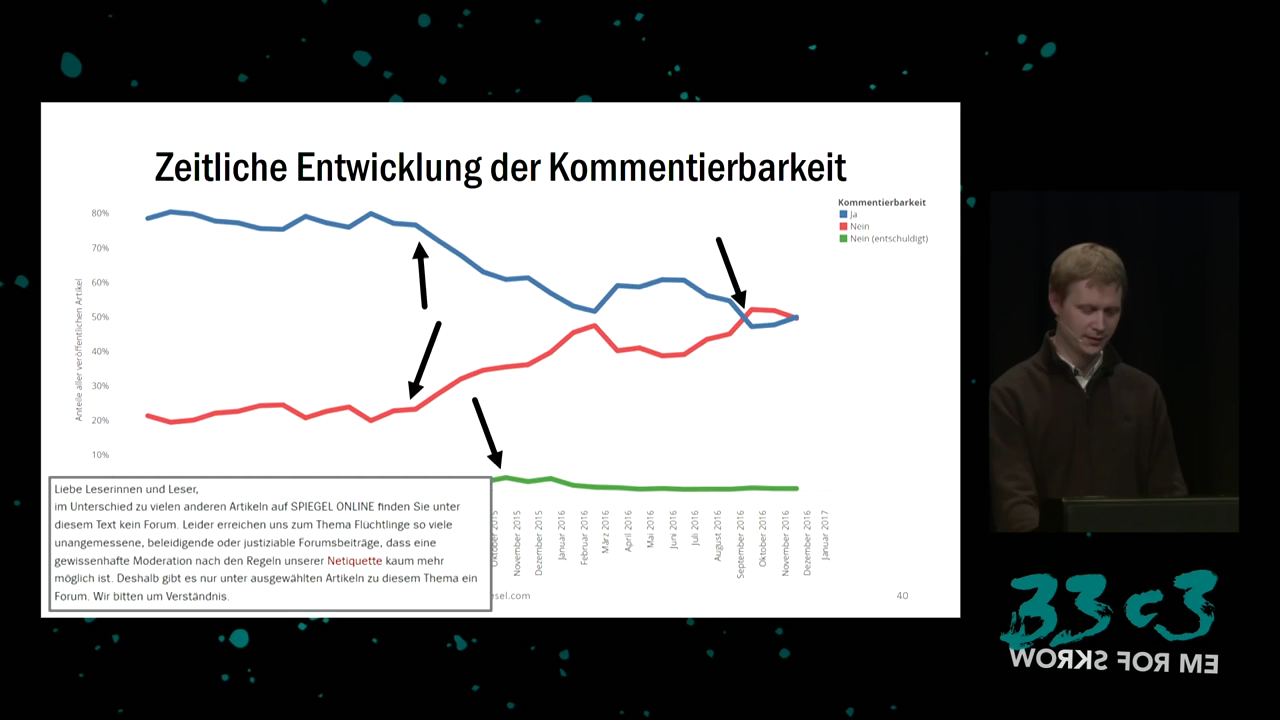 Zeitliche Entwicklung der Kommentierbarkeit
Kommentierbarkeit
Ja
Nein
Nein (entschuldigt)
Anteile aller veröffentlichen Artikel
80%
70%
60%
50%
40%
30%
20%
10%
Oktober 2015
November 2015
Dezember 2015
Januar 2016
Februar 2016
März 2016
April 2016
Mai 2016
Juni 2016
Juli 2016
August 2016
September 2016
Oktober 2016
November 2016
Dezember 2016
Januar 2017
Liebe Leserinnen und Leser,
im Unterschied zu vielen anderen Artikeln auf SPIEGEL ONLINE finden Sie unter
diesem Text kein Forum. Leider erreichen uns zum Thema Flüchtlinge so viele
unangemessene, beleidigende oder justiziable Forumsbeiträge, dass eine
gewissenhafte Moderation nach den Regeln unserer Netiquette kaum mehr
möglich ist. Deshalb gibt es nur unter ausgewählten Artikeln zu diesem Thema ein
Forum. Wir bitten um Verständnis.
esel.com
40
33c3
WORKS FOR ME